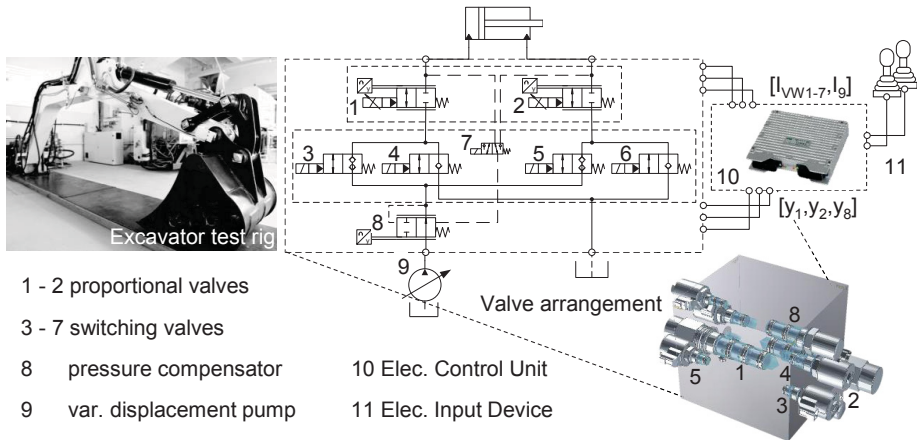 1
2
[I_VW1-7,I_9]
7
3
4
5
6
10
11
Excavator test rig
8
[y_1,y_2,y_8]
9
Valve arrangement
8
5
1
4
3
2
1 - 2 proportional valves
3 - 7 switching valves
8 pressure compensator
9 var. displacement pump
10 Elec. Control Unit
11 Elec. Input Device